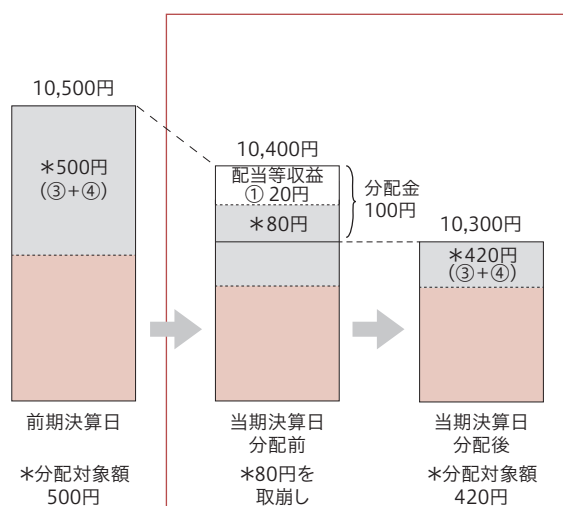 10,500円
＊500円
(③+④)
前期決算日
＊分配対象額
500円
10,400円
配当等収益
① 20円
＊80円
分配金
100円
当期決算日
分配前
＊80円を
取崩し
10,300円
＊420円
(③+④)
当期決算日
分配後
＊分配対象額
420円